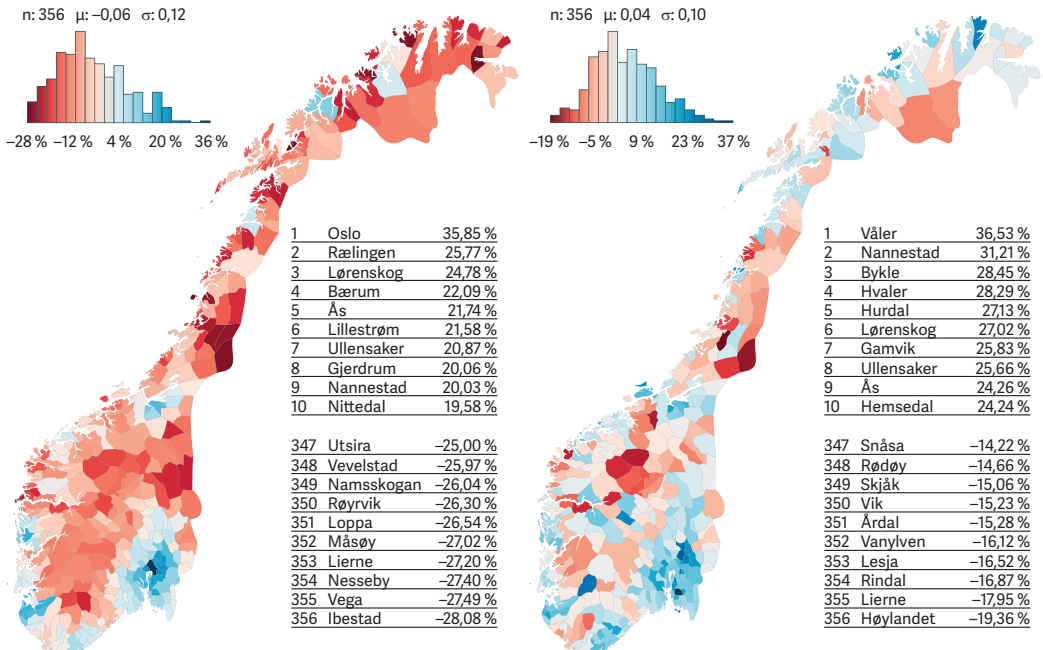 n: 356 μ: –0,06 σ: 0,12
–28 % –12 % 4 % 20 % 36 %
1 Oslo 35,85 %
2 Rælingen 25,77 %
3 Lørenskog 24,78 %
4 Bærum 22,09 %
5 Ås 21,74 %
6 Lillestrøm 21,58 %
7 Ullensaker 20,87 %
8 Gjerdrum 20,06 %
9 Nannestad 20,03 %
10 Nittedal 19,58 %
347 Utsira –25,00 %
348 Vevelstad –25,97 %
349 Namsskogan –26,04 %
350 Røyrvik –26,30 %
351 Loppa –26,54 %
352 Måsøy –27,02 %
353 Lierne –27,20 %
354 Nesseby –27,40 %
355 Vega –27,49 %
356 Ibestad –28,08 %
n: 356 μ: 0,04 σ: 0,10
–19 % –5 % 9 % 23 % 37 %
1 Våler 36,53 %
2 Nannestad 31,21 %
3 Bykle 28,45 %
4 Hvaler 28,29 %
5 Hurdal 27,13 %
6 Lørenskog 27,02 %
7 Gamvik 25,83 %
8 Ullensaker 25,66 %
9 Ås 24,26 %
10 Hemsedal 24,24 %
347 Snåsa –14,22 %
348 Rødøy –14,66 %
349 Skjåk –15,06 %
350 Vik –15,23 %
351 Årdal –15,28 %
352 Vanylven –16,12 %
353 Lesja –16,52 %
354 Rindal –16,87 %
355 Lierne –17,95 %
356 Høylandet –19,36 %